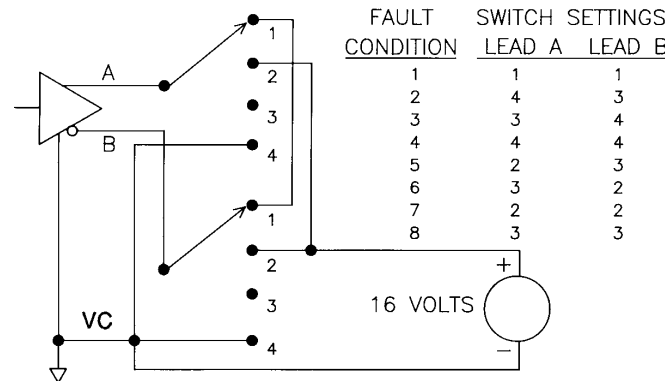 FAULT SWITCH SETTINGS
CONDITION LEAD A LEAD B
1 1 1
2 4 3
3 3 4
4 4 4
5 2 3
6 3 2
7 2 2
8 3 3
A
B
1
2
3
4
1
2
3
4
VC
16 VOLTS
+
−